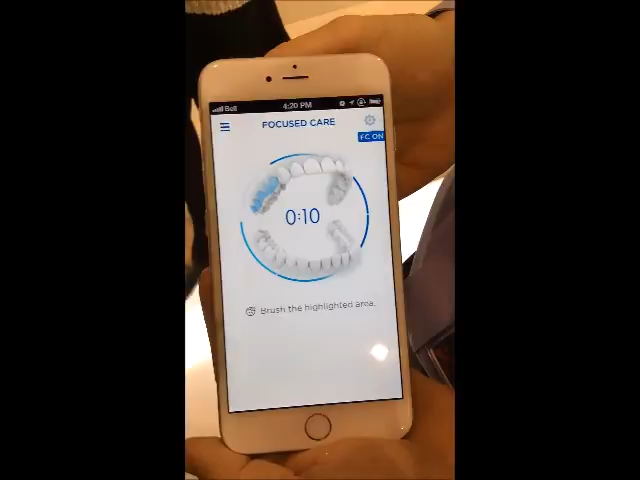 Bell 4:20 PM
FOCUSED CARE
FC ON
0:10
Brush the highlighted area.